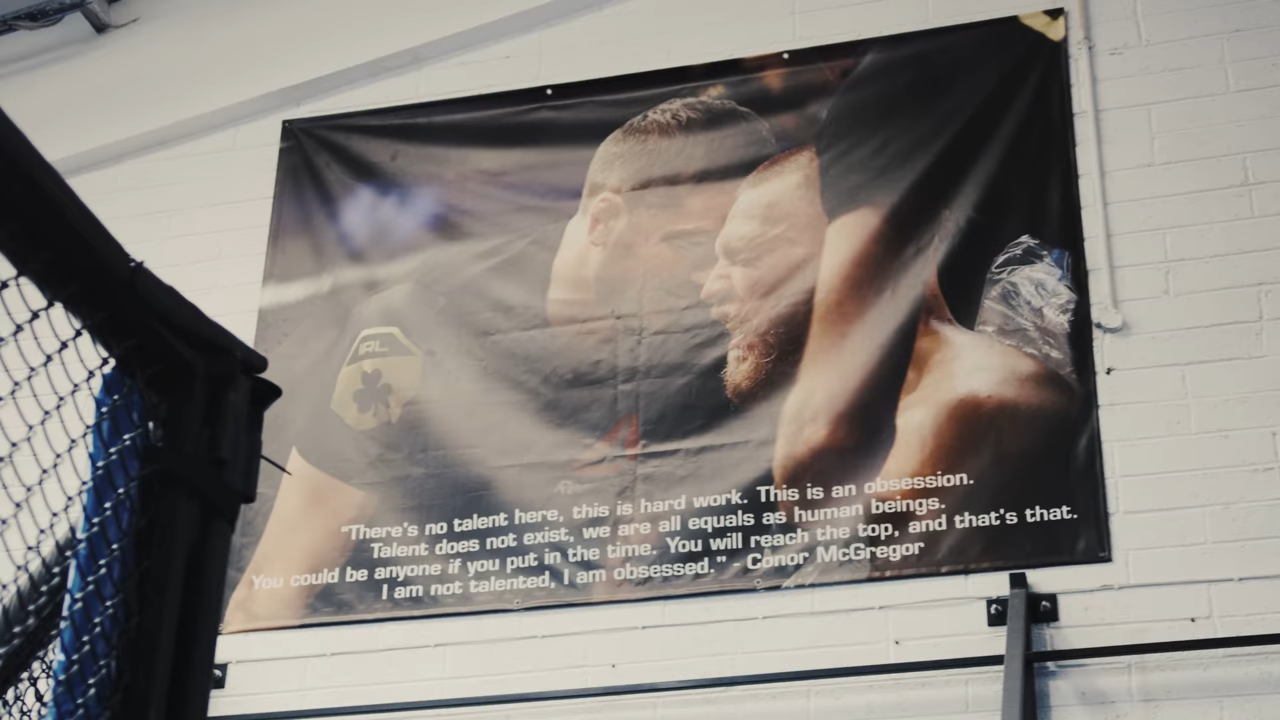 IRL
"There's no talent here, this is hard work. This is an obsession.
Talent does not exist, we are all equals as human beings.
You could be anyone if you put in the time. You will reach the top, and that's that.
I am not talented, I am obsessed." - Conor McGregor